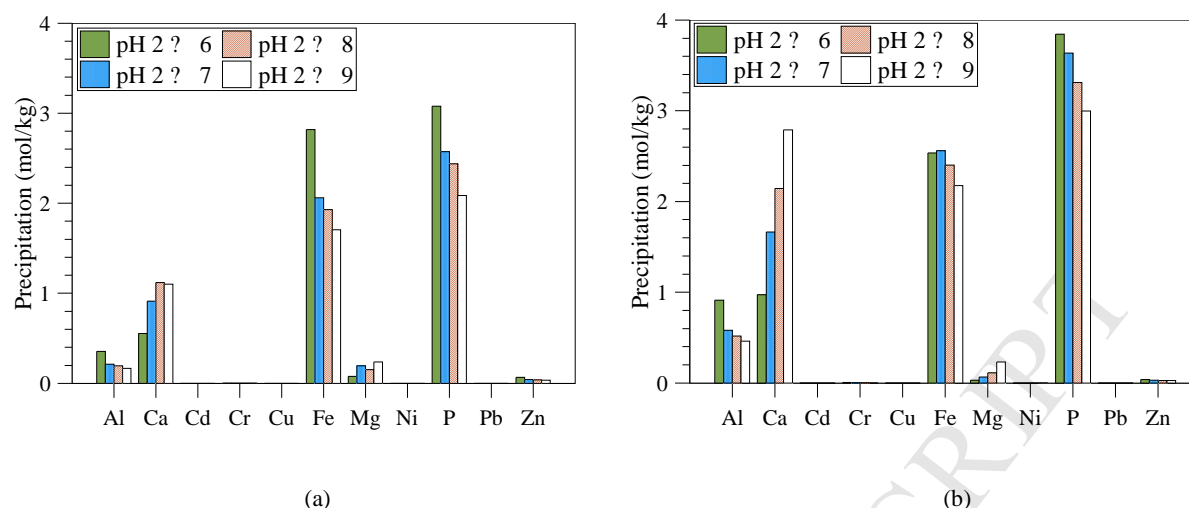 4
3
2
1
0
Precipitation (mol/kg)
pH 2 ? 6
pH 2 ? 8
pH 2 ? 7
pH 2 ? 9
Al Ca Cd Cr Cu Fe Mg Ni P Pb Zn
(a)
4
3
2
1
0
Precipitation (mol/kg)
pH 2 ? 6
pH 2 ? 8
pH 2 ? 7
pH 2 ? 9
Al Ca Cd Cr Cu Fe Mg Ni P Pb Zn
(b)
CRIPT